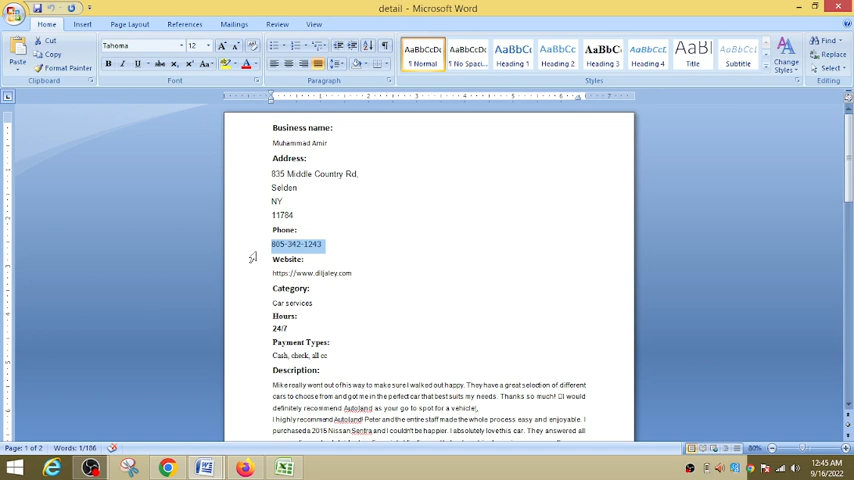 detail - Microsoft Word
Home Insert Page Layout References Mailings Review View
Paste
Cut
Copy
Format Painter
Clipboard
Tahoma 12
Font
Paragraph
AaBbCcDc AaBbCcDc AaBbCc AaBbCc AaBbCc AaBbCcL AaBl AaBbCcL
¶ Normal ¶ No Spaci... Heading 1 Heading 2 Heading 3 Heading 4 Title Subtitle
Change Styles
Styles
Find
Replace
Select
Editing
Business name:
Muhammad Amir
Address:
835 Middle Country Rd,
Selden
NY
11784
Phone:
805-342-1243
Website:
https://www.diljaley.com
Category:
Car services
Hours:
24/7
Payment Types:
Cash, check, all cc
Description:
Mike really went out of his way to make sure I walked out happy. They have a great selection of different
cars to choose from and got me in the perfect car that best suits my needs. Thanks so much! I would
definitely recommend Autoland as your go to spot for a vehicle!,
I highly recommend Autoland! Peter and the entire staff made the whole process easy and enjoyable. I
purchased a 2015 Nissan Sentra and I couldn't be happier. I absolutely love this car. They answered all
Page: 1 of 2 Words: 1/186
80%
12:45 AM
9/16/2022